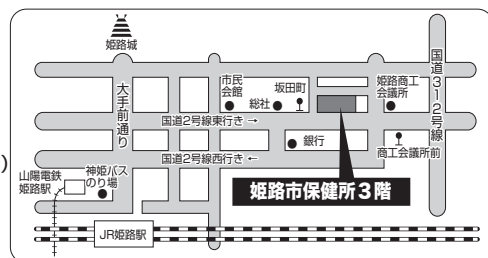 姫路城
大手前通り
市民
会館
総社
坂田町
姫路商工
会議所
国道312号線
国道2号線東行き →
銀行
商工会議所前
国道2号線西行き ←
神姫バス
のり場
山陽電鉄
姫路駅
姫路市保健所3階
JR姫路駅
)